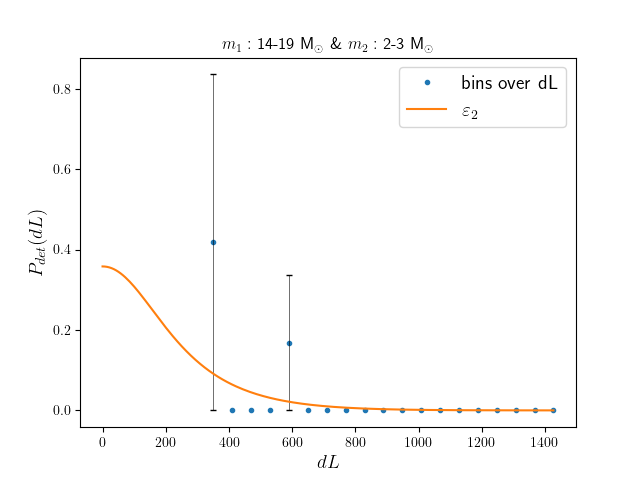 m₁ : 14-19 M⊙ & m₂ : 2-3 M⊙
bins over dL
ε₂
P_det(dL)
0.8
0.6
0.4
0.2
0.0
0 200 400 600 800 1000 1200 1400
dL